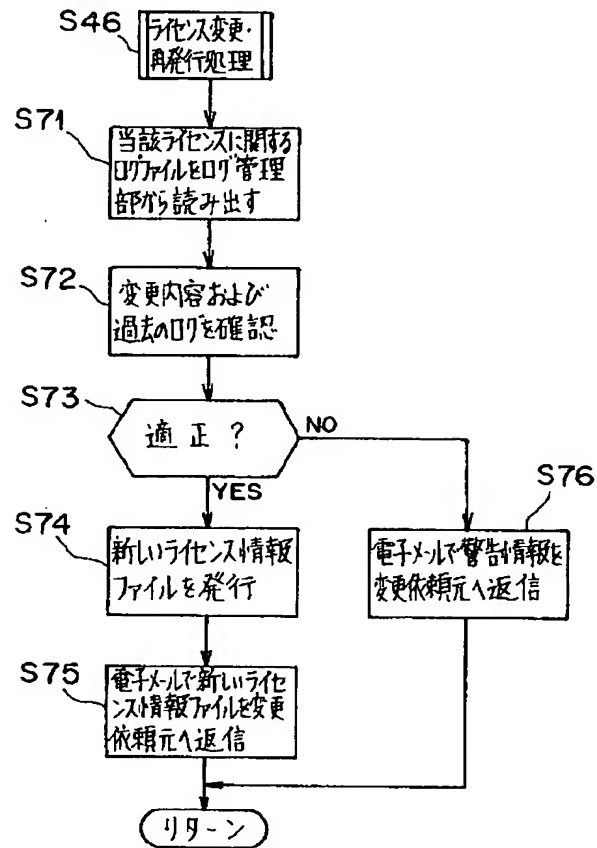 S46
ライセンス変更・
再発行処理
S71
当該ライセンスに関する
ログファイルをログ管理
部から読み出す
S72
変更内容および
過去のログを確認
S73
適正?
NO
YES
S74
新しいライセンス情報
ファイルを発行
S76
電子メールで警告情報を
変更依頼元へ返信
S75
電子メールで新しいライセ
ンス情報ファイルを変更
依頼元へ返信
リターン